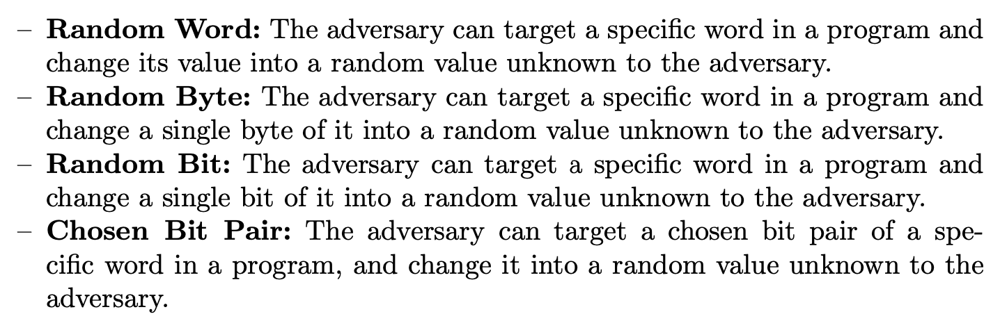 – Random Word: The adversary can target a specific word in a program and
change its value into a random value unknown to the adversary.
– Random Byte: The adversary can target a specific word in a program and
change a single byte of it into a random value unknown to the adversary.
– Random Bit: The adversary can target a specific word in a program and
change a single bit of it into a random value unknown to the adversary.
– Chosen Bit Pair: The adversary can target a chosen bit pair of a spe-
cific word in a program, and change it into a random value unknown to the
adversary.